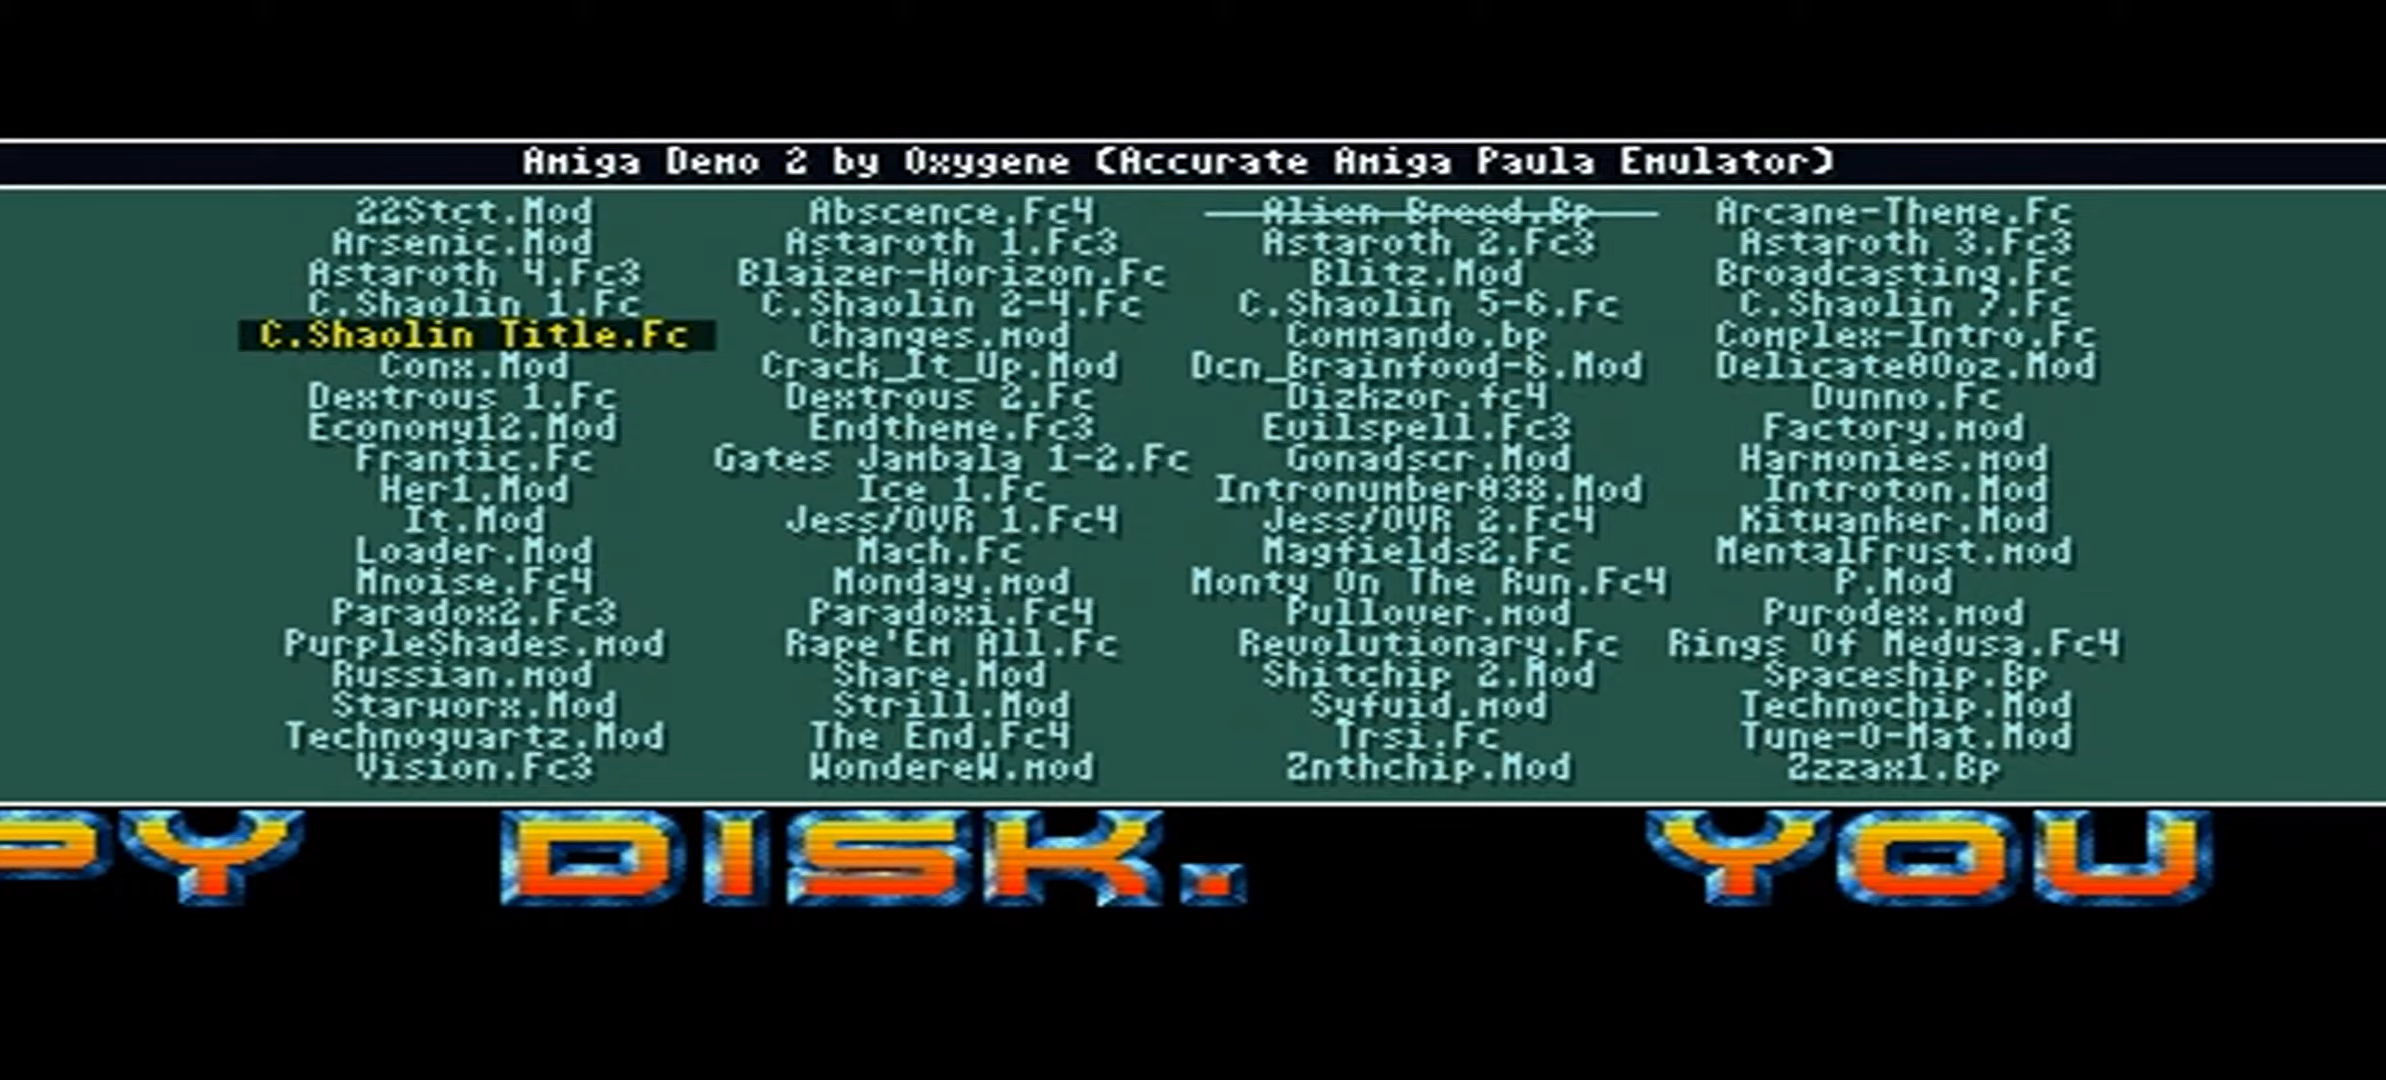 Amiga Demo 2 by Oxygene (Accurate Amiga Paula Emulator)
22Stct.Mod Abscence.Fc4 Alien Breed.Bp Arcane-Theme.Fc
Arsenic.Mod Astaroth 1.Fc3 Astaroth 2.Fc3 Astaroth 3.Fc3
Astaroth 4.Fc3 Blaizer-Horizon.Fc Blitz.Mod Broadcasting.Fc
C.Shaolin 1.Fc C.Shaolin 2-4.Fc C.Shaolin 5-6.Fc C.Shaolin 7.Fc
C.Shaolin Title.Fc Changes.mod Commando.bp Complex-Intro.Fc
Conx.Mod Crack_It_Up.Mod Dcn_Brainfood-6.Mod Delicate00oz.Mod
Dextrous 1.Fc Dextrous 2.Fc Dizkzor.fc4 Dunno.Fc
Economy12.Mod Endtheme.Fc3 Evilspell.Fc3 Factory.mod
Frantic.Fc Gates Jambala 1-2.Fc Gonadscr.Mod Harmonies.mod
Her1.Mod Ice 1.Fc Intronumber038.Mod Introton.Mod
It.Mod Jess/OVR 1.Fc4 Jess/OVR 2.Fc4 Kitwanker.Mod
Loader.Mod Mach.Fc Magfields2.Fc MentalFrust.mod
Mnoise.Fc4 Monday.mod Monty On The Run.Fc4 P.Mod
Paradox2.Fc3 Paradoxi.Fc4 Pullover.mod Purodex.mod
PurpleShades.mod Rape'Em All.Fc Revolutionary.Fc Rings Of Medusa.Fc4
Russian.mod Share.Mod Shitchip 2.Mod Spaceship.Bp
Starworx.Mod Strill.Mod Syfuid.mod Technochip.Mod
Technoquartz.Mod The End.Fc4 Trsi.Fc Tune-O-Mat.Mod
Vision.Fc3 WondereW.mod Znthchip.Mod Zzzax1.Bp
PY DISK. YOU